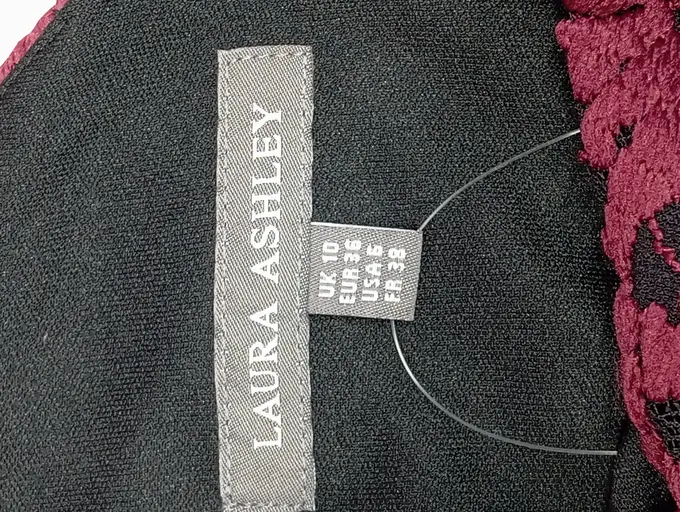 LAURA ASHLEY
UK 10
EUR 36
USA 6
FR 38